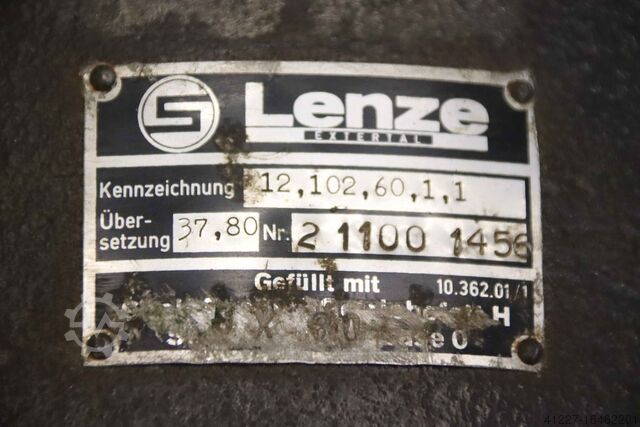 Lenze
EXTERTAL
Kennzeichnung 12,102,60,1,1
Über-
setzung 37,80 Nr. 2 1100 1456
Gefüllt mit 10.362.01/1
H
41227-16462201